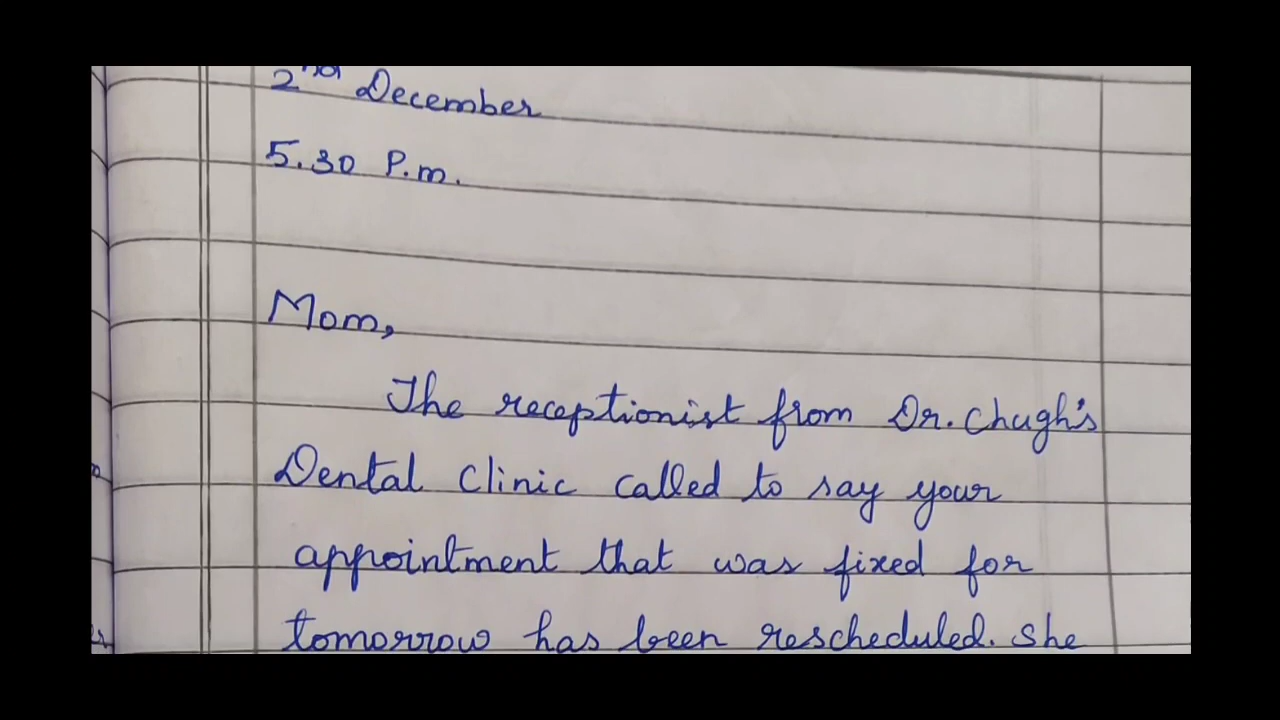 2nd December
5.30 P.m.
Mom,
The receptionist from Dr. Chugh's
Dental Clinic called to say your
appointment that was fixed for
tomorrow has been rescheduled. She